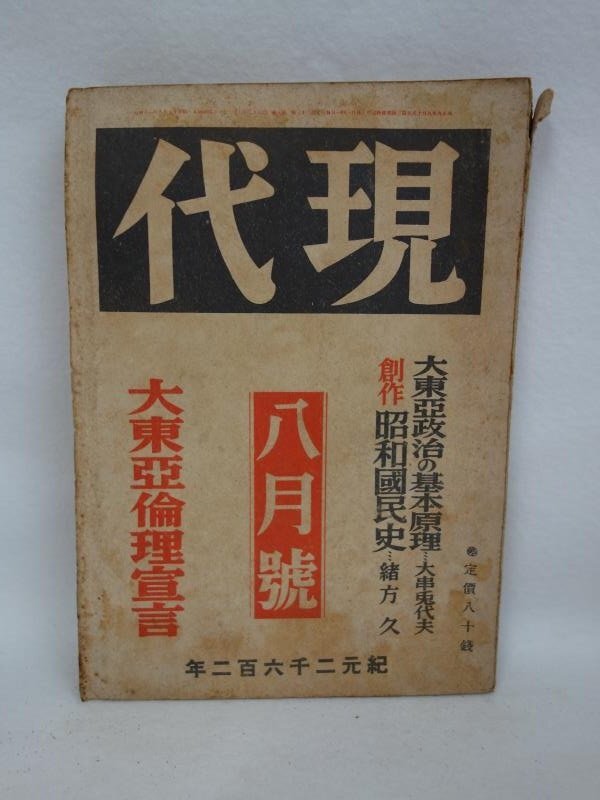 現代
大東亞政治の基本原理…大串兎代夫
創作 昭和國民史…緒方久
八月號
大東亞倫理宣言
定價八十錢
紀元二千六百二年